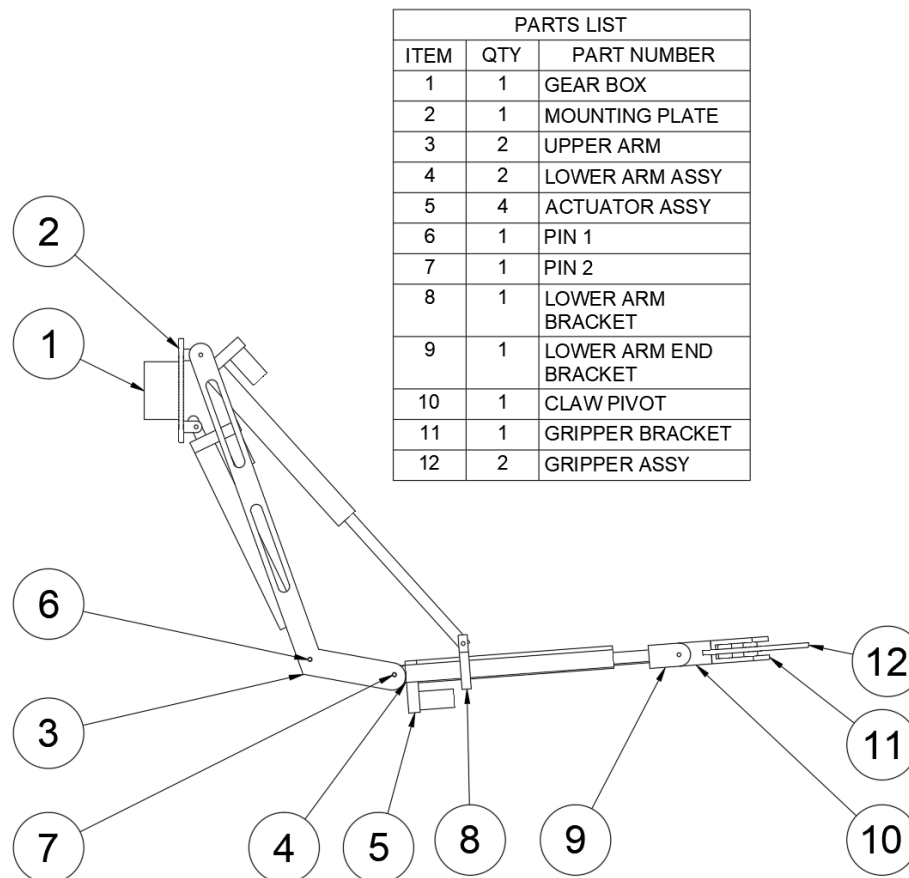 PARTS LIST
ITEM QTY PART NUMBER
1 1 GEAR BOX
2 1 MOUNTING PLATE
3 2 UPPER ARM
4 2 LOWER ARM ASSY
5 4 ACTUATOR ASSY
6 1 PIN 1
7 1 PIN 2
8 1 LOWER ARM
BRACKET
9 1 LOWER ARM END
BRACKET
10 1 CLAW PIVOT
11 1 GRIPPER BRACKET
12 2 GRIPPER ASSY
2
1
6
3
7
4
5
8
9
10
11
12